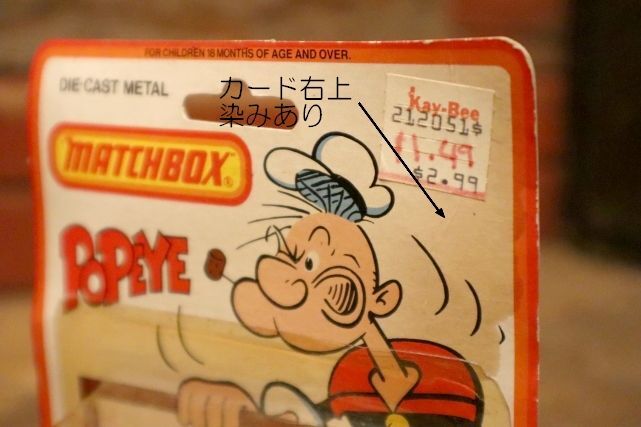 FOR CHILDREN 18 MONTHS OF AGE AND OVER.
DIE-CAST METAL
カード右上
染みあり
Kay-Bee
212051$
$1.49
$2.99
MATCHBOX
POPEYE